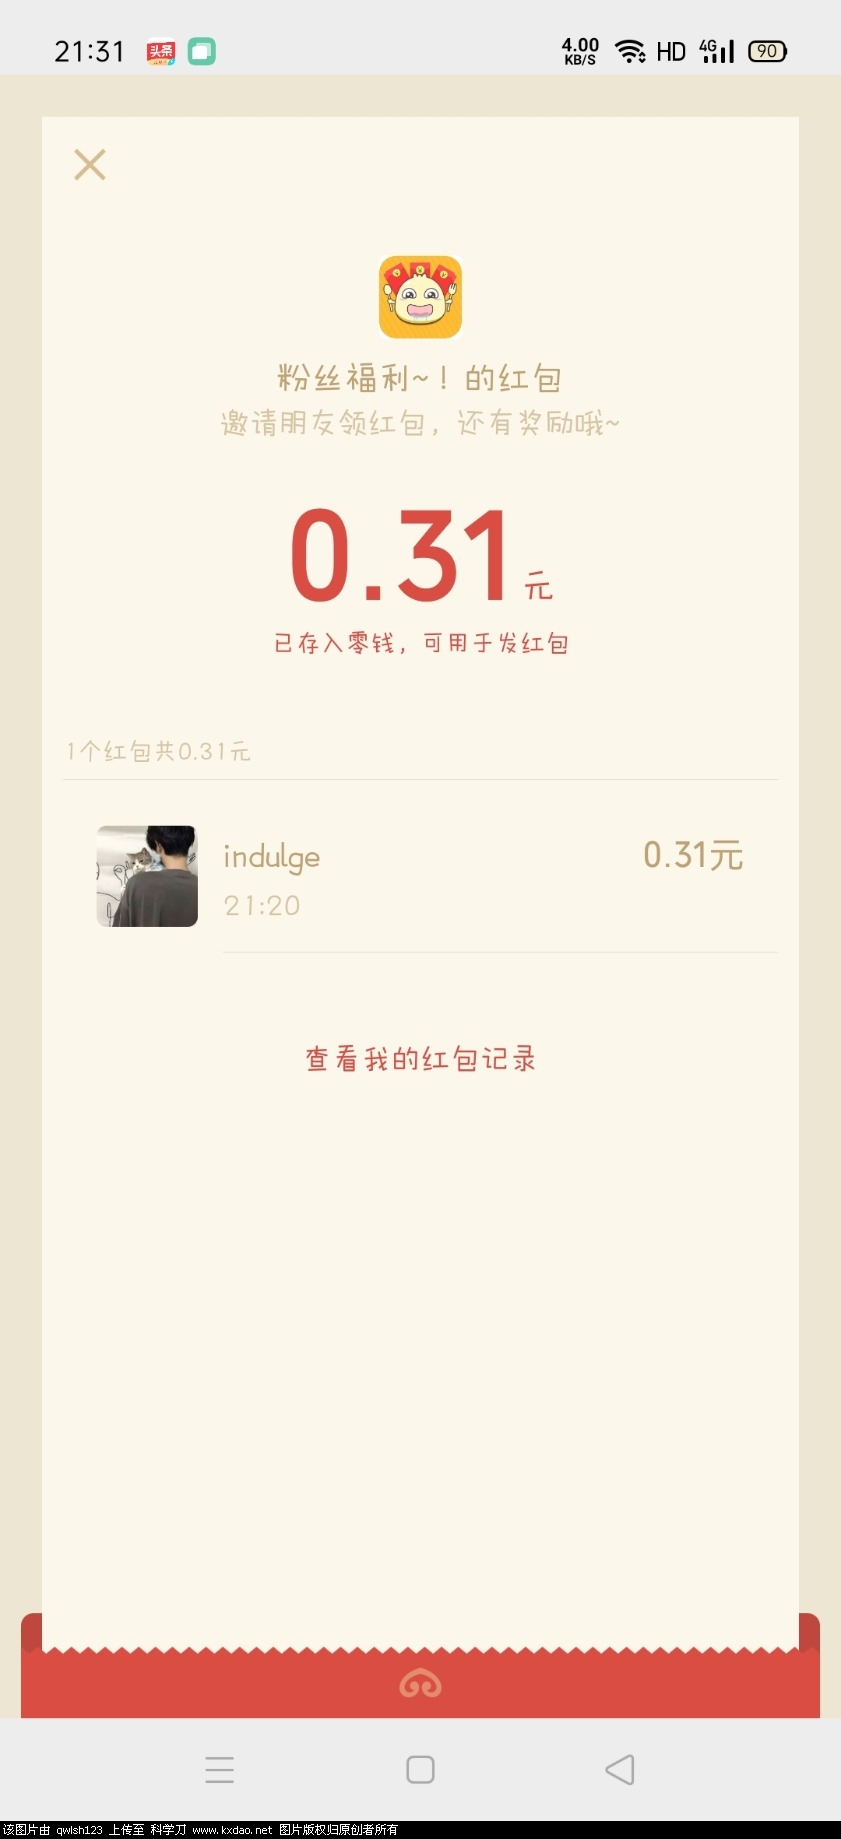 21:31 头条 4.00 KB/S HD 4G 90
粉丝福利~！的红包
邀请朋友领红包，还有奖励哦~
0.31元
已存入零钱，可用于发红包
1个红包共0.31元
indulge 0.31元
21:20
查看我的红包记录
该图片由 qwlsh123 上传至 科学刀 www.kxdao.net 图片版权归原创者所有